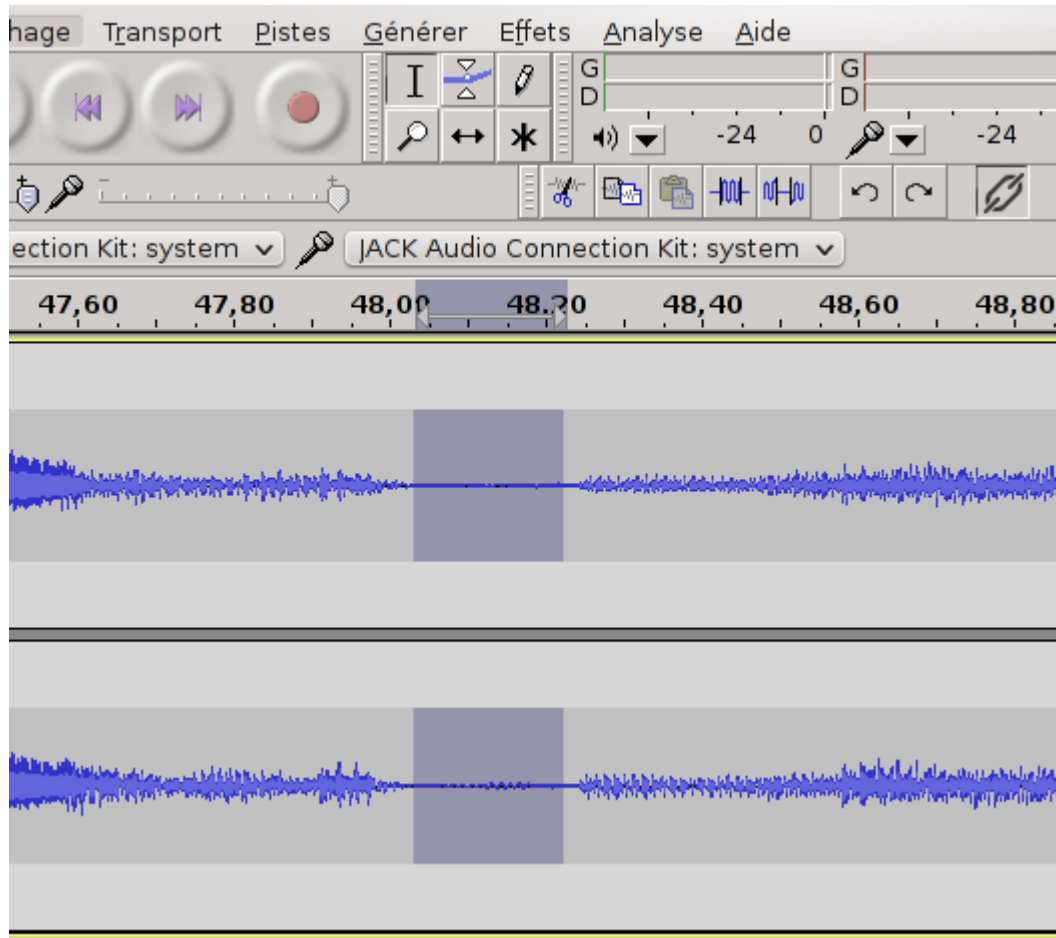 hage Transport Pistes Générer Effets Analyse Aide
G G
D D
-24 0 -24
ection Kit: system JACK Audio Connection Kit: system
47,60 47,80 48,00 48,20 48,40 48,60 48,80